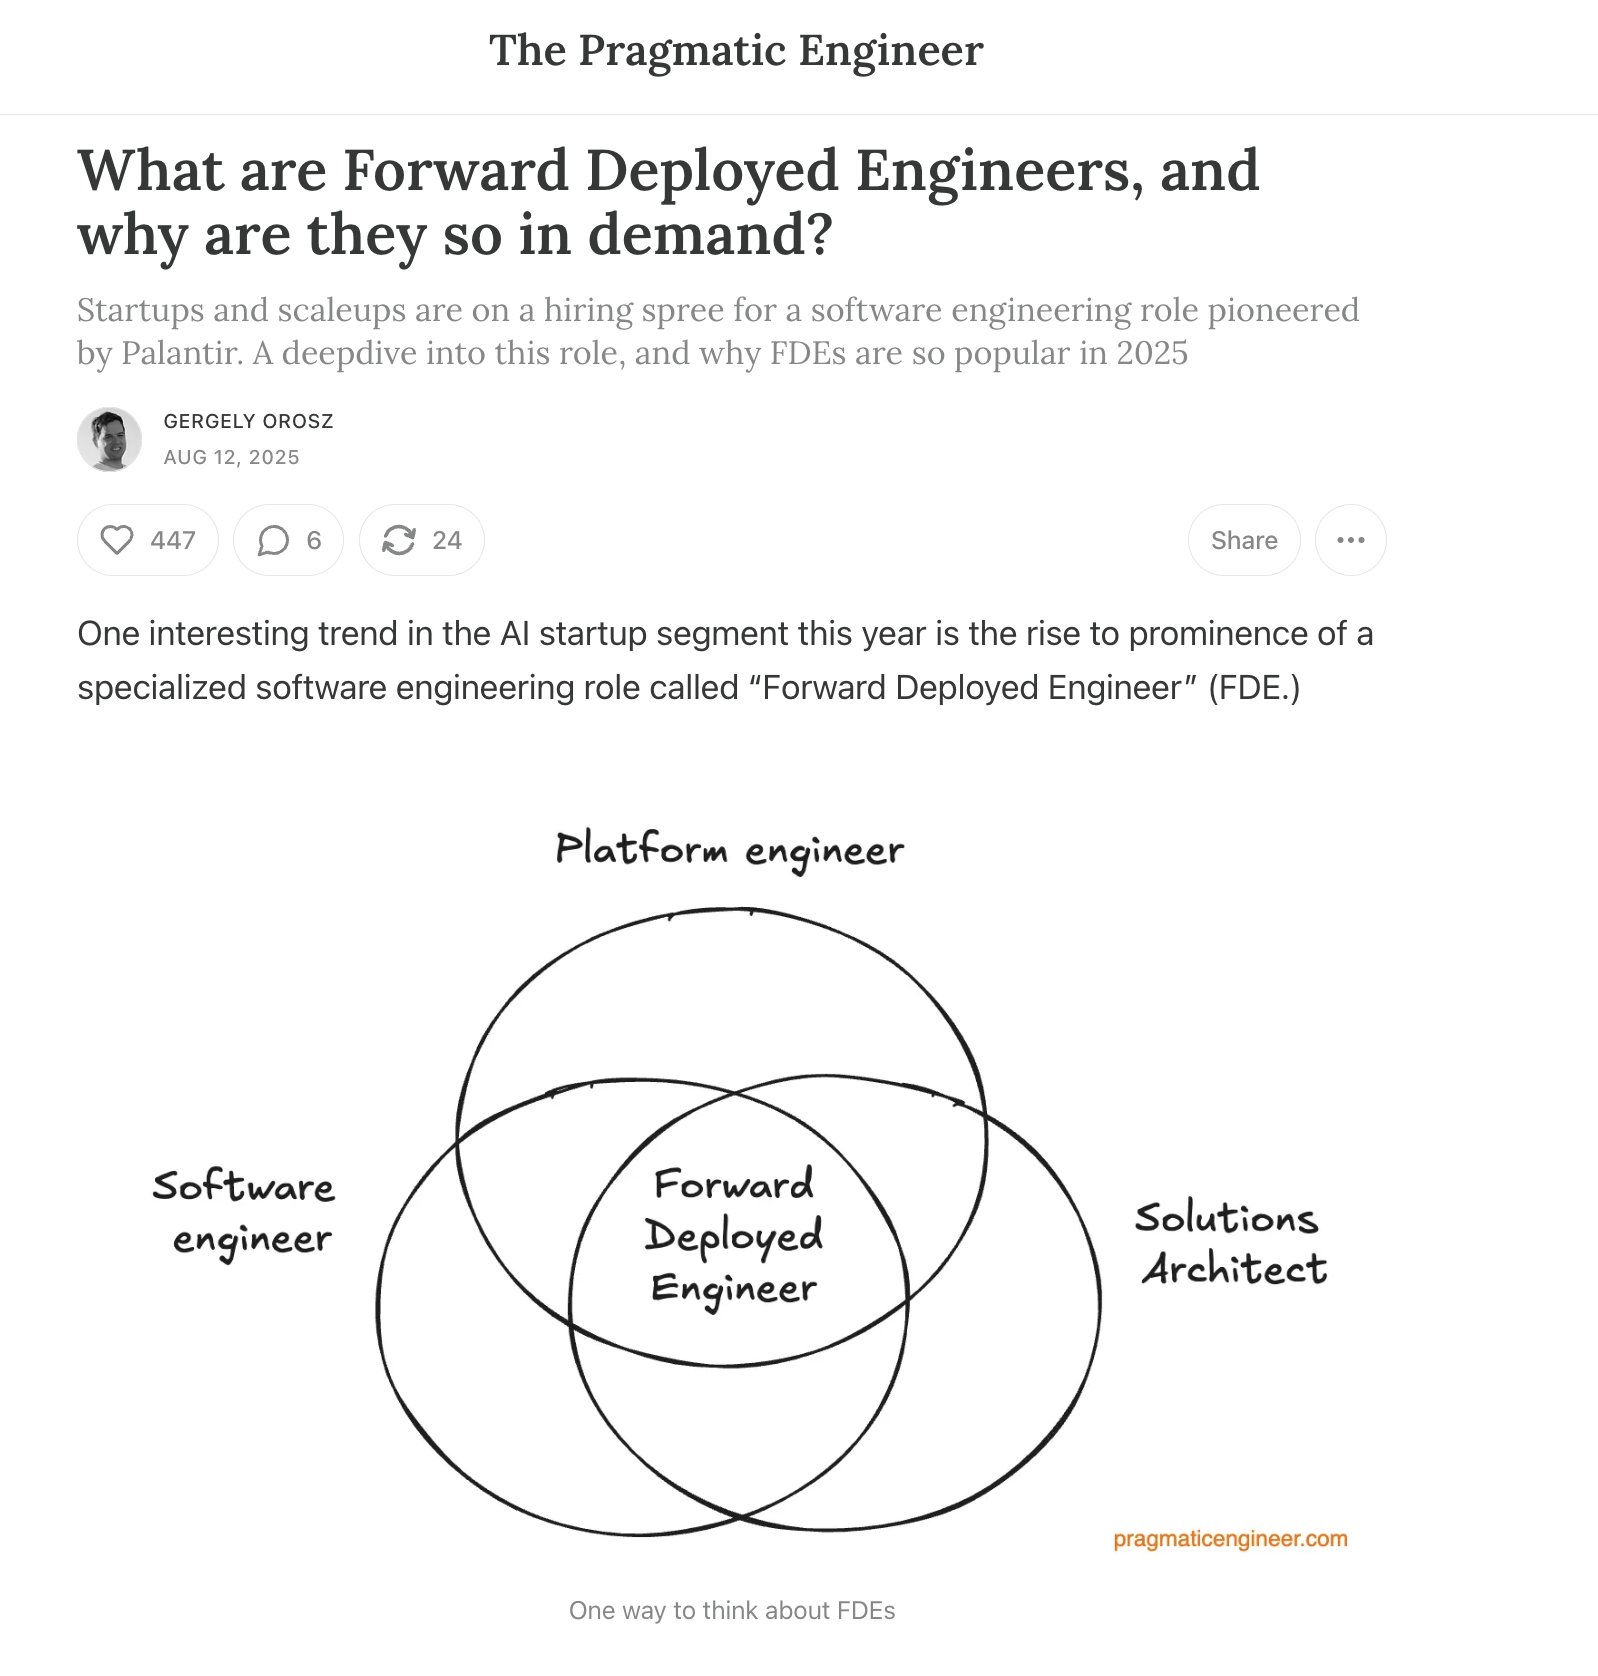 The Pragmatic Engineer
What are Forward Deployed Engineers, and
why are they so in demand?
Startups and scaleups are on a hiring spree for a software engineering role pioneered
by Palantir. A deepdive into this role, and why FDEs are so popular in 2025
GERGELY OROSZ
AUG 12, 2025
447 6 24 Share
One interesting trend in the AI startup segment this year is the rise to prominence of a
specialized software engineering role called “Forward Deployed Engineer” (FDE.)
Platform engineer
Software
engineer
Forward
Deployed
Engineer
Solutions
Architect
pragmaticengineer.com
One way to think about FDEs